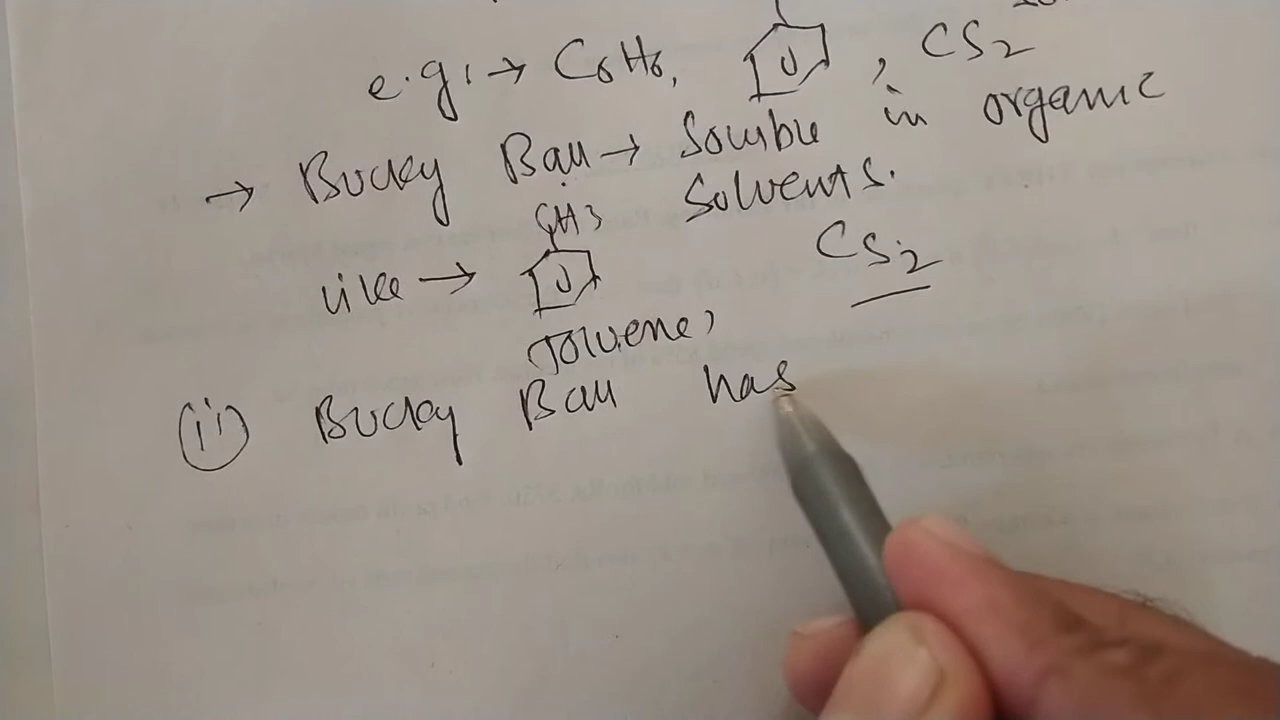 e.g. → C6H6, , CS2
→ Bucky Ball → Soluble in organic
solvents.
CH3
like → CS2
Toluene,
(ii) Bucky Ball has